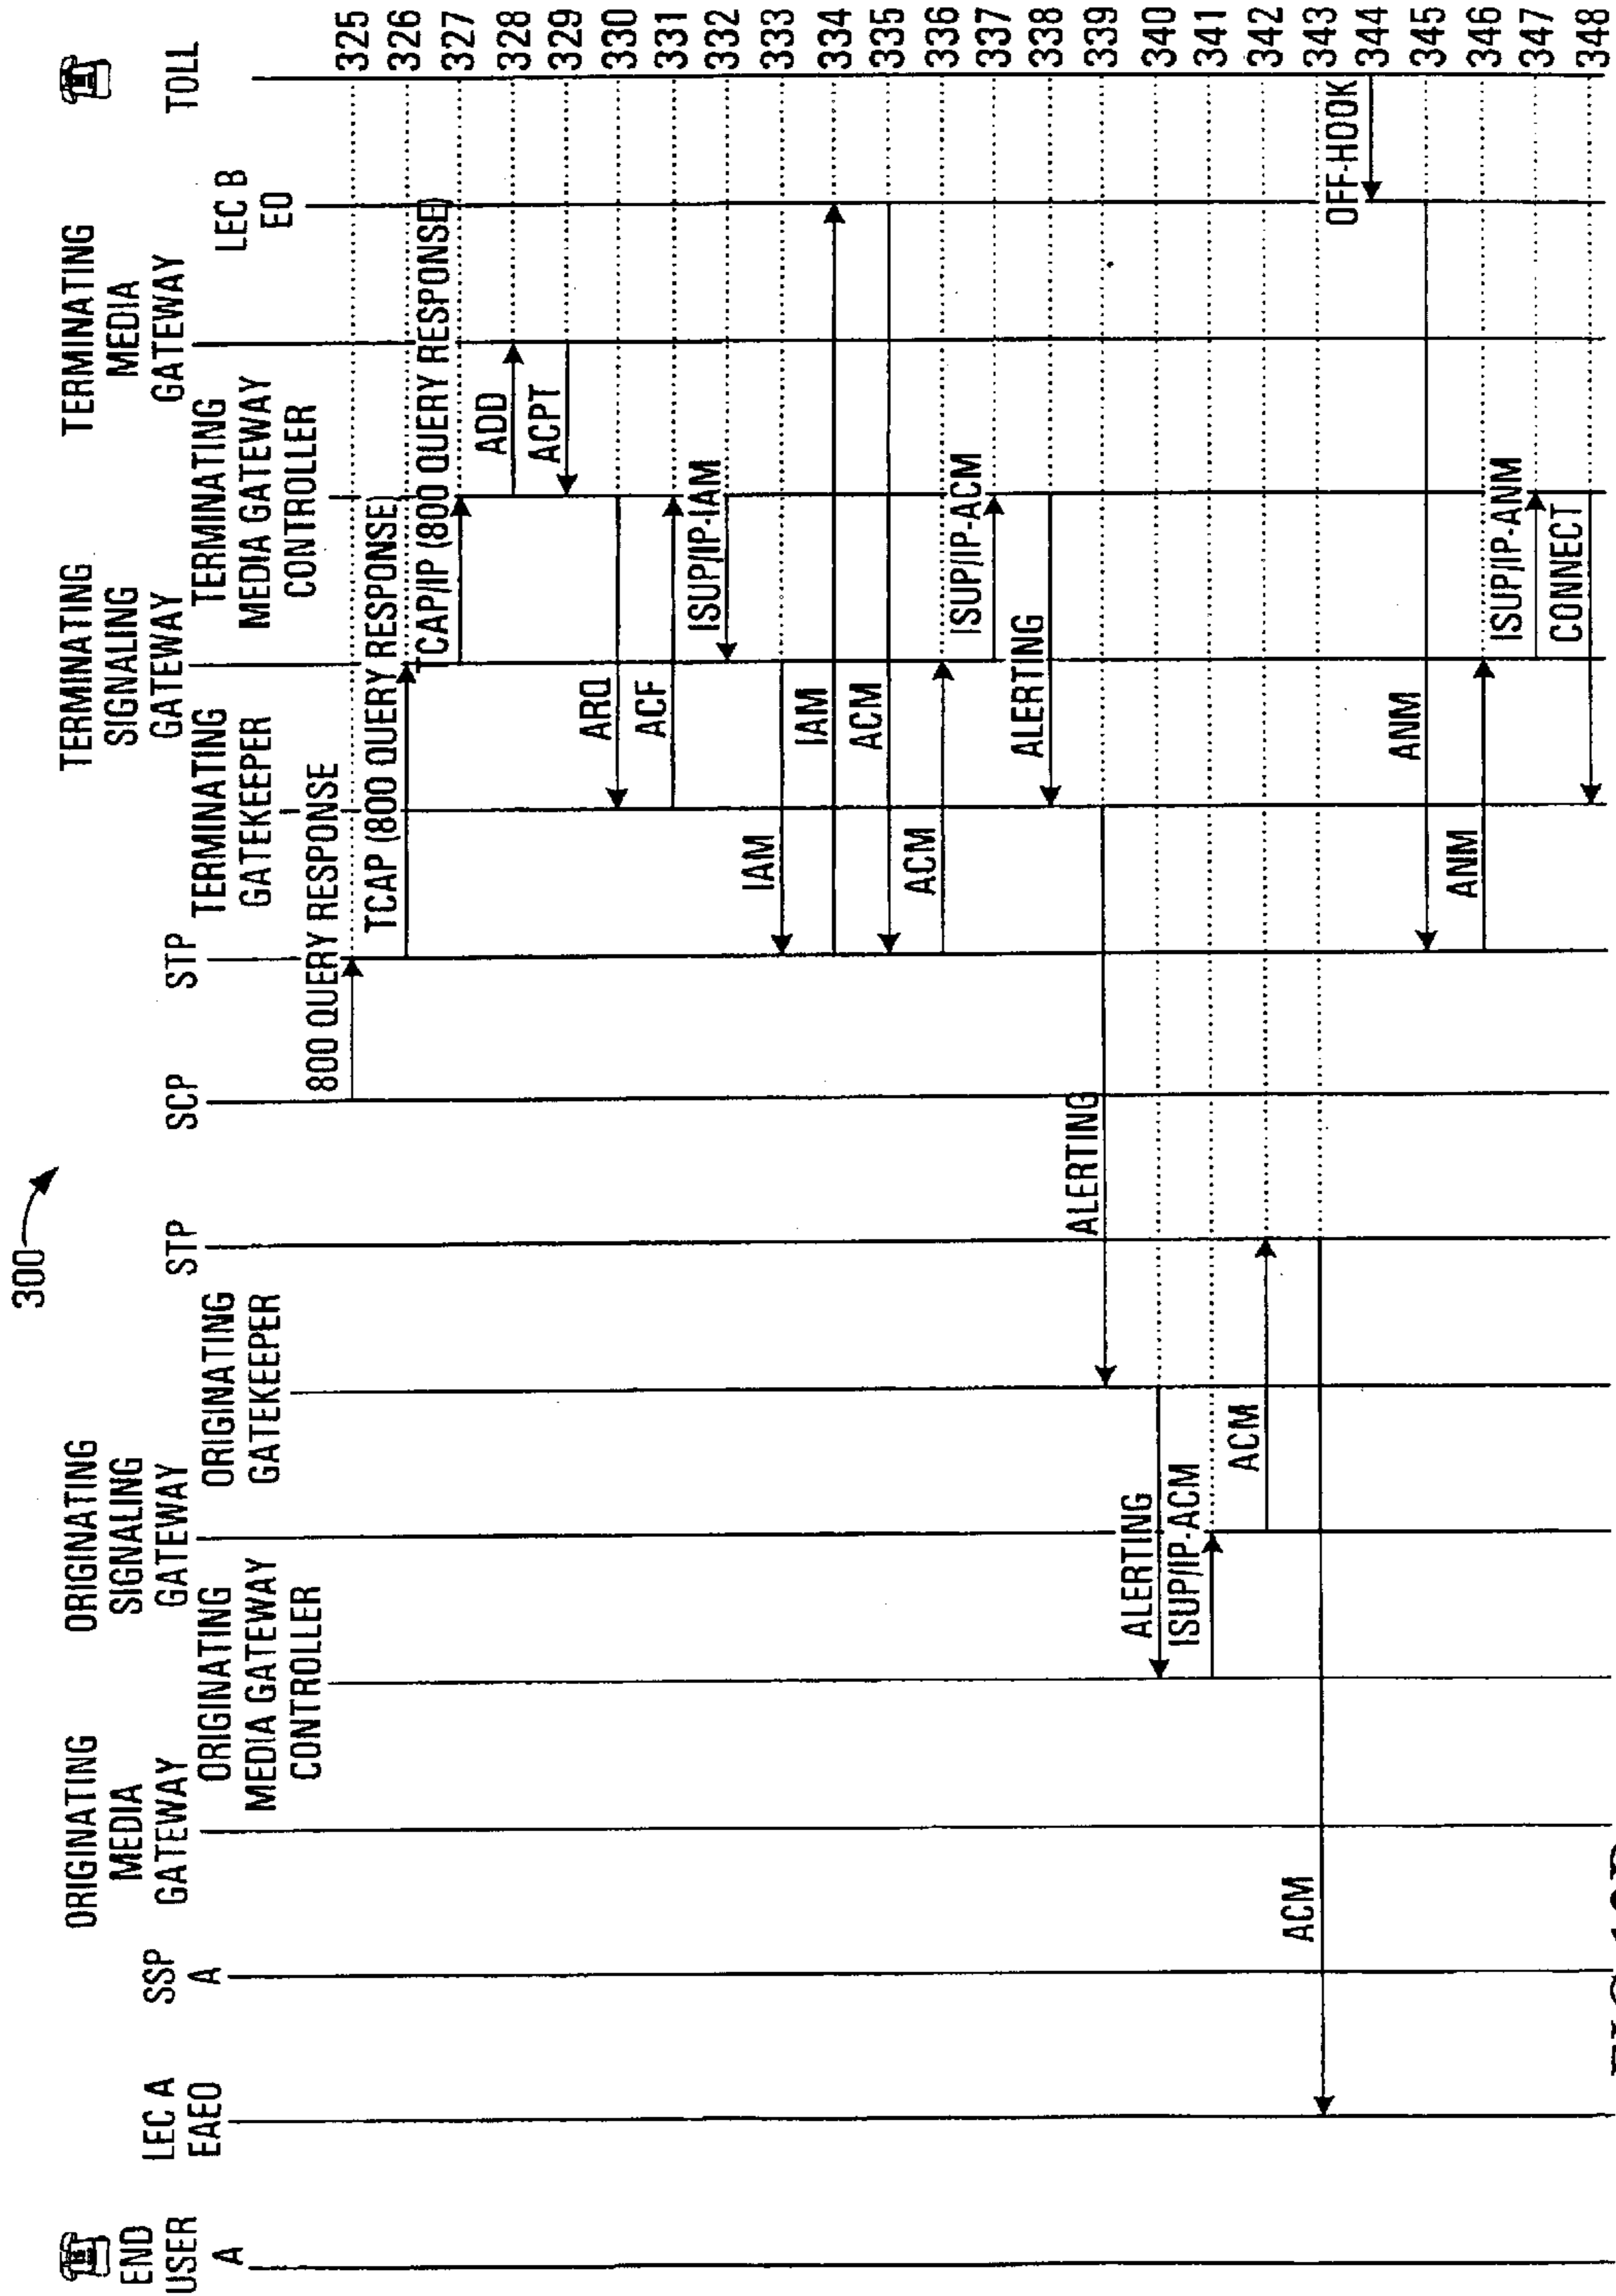 300
END
USER
A
LEC A
EAEO
SSP
A
ORIGINATING
MEDIA
GATEWAY
ORIGINATING
MEDIA GATEWAY
CONTROLLER
ORIGINATING
SIGNALING
GATEWAY
ORIGINATING
GATEKEEPER
STP
SCP
STP
TERMINATING
GATEKEEPER
TERMINATING
SIGNALING
GATEWAY
TERMINATING
MEDIA GATEWAY
CONTROLLER
TERMINATING
MEDIA
GATEWAY
LEC B
EO
TOLL
800 QUERY RESPONSE
325
TCAP (800 QUERY RESPONSE)
326
TCAP/IP (800 QUERY RESPONSE)
327
ADD
328
ACPT
329
ARQ
330
ACF
331
ISUP/IP-IAM
332
IAM
333
IAM
334
ACM
335
ACM
336
ISUP/IP-ACM
337
ALERTING
338
ALERTING
339
ALERTING
340
ISUP/IP-ACM
341
ACM
342
ACM
343
OFF-HOOK
344
ANM
345
ANM
346
ISUP/IP-ANM
347
CONNECT
348